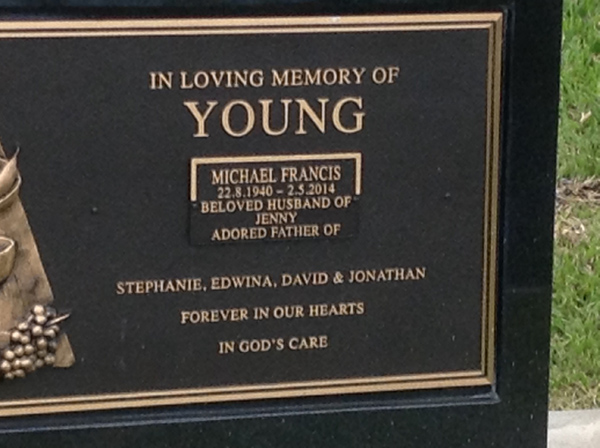 IN LOVING MEMORY OF
YOUNG
MICHAEL FRANCIS
22.8.1940 – 2.5.2014
BELOVED HUSBAND OF
JENNY
ADORED FATHER OF
STEPHANIE, EDWINA, DAVID & JONATHAN
FOREVER IN OUR HEARTS
IN GOD'S CARE